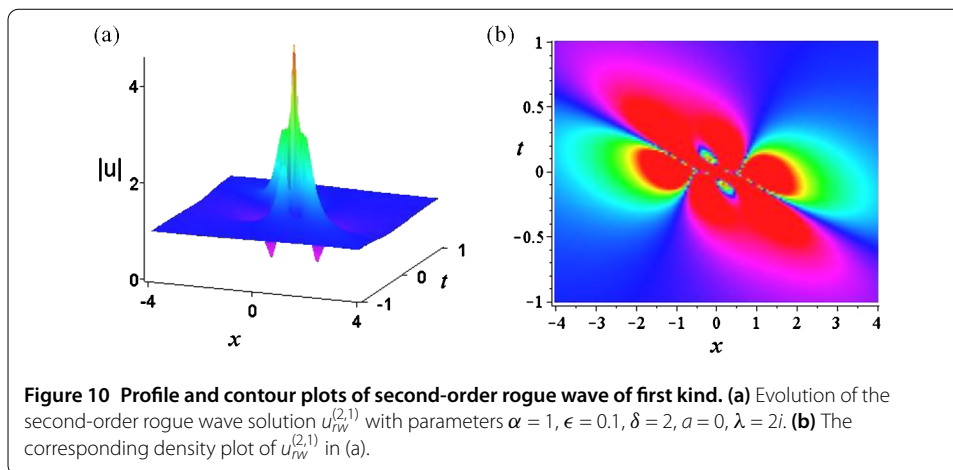 (a)
4
|u|
2
0
-4
0
x
4
-1
0
t
1
(b)
1
0.5
t
0
-0.5
-1
-4
-3
-2
-1
0
1
2
3
4
x
Figure 10 Profile and contour plots of second-order rogue wave of first kind. (a) Evolution of the
second-order rogue wave solution u_{rw}^{(2,1)} with parameters α = 1, ϵ = 0.1, δ = 2, a = 0, λ = 2i. (b) The
corresponding density plot of u_{rw}^{(2,1)} in (a).